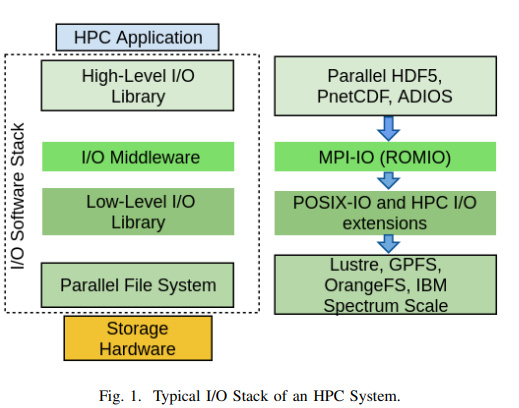 HPC Application
I/O Software Stack
High-Level I/O
Library
Parallel HDF5,
PnetCDF, ADIOS
I/O Middleware
MPI-IO (ROMIO)
Low-Level I/O
Library
POSIX-IO and HPC I/O
extensions
Parallel File System
Lustre, GPFS,
OrangeFS, IBM
Spectrum Scale
Storage
Hardware
Fig. 1. Typical I/O Stack of an HPC System.